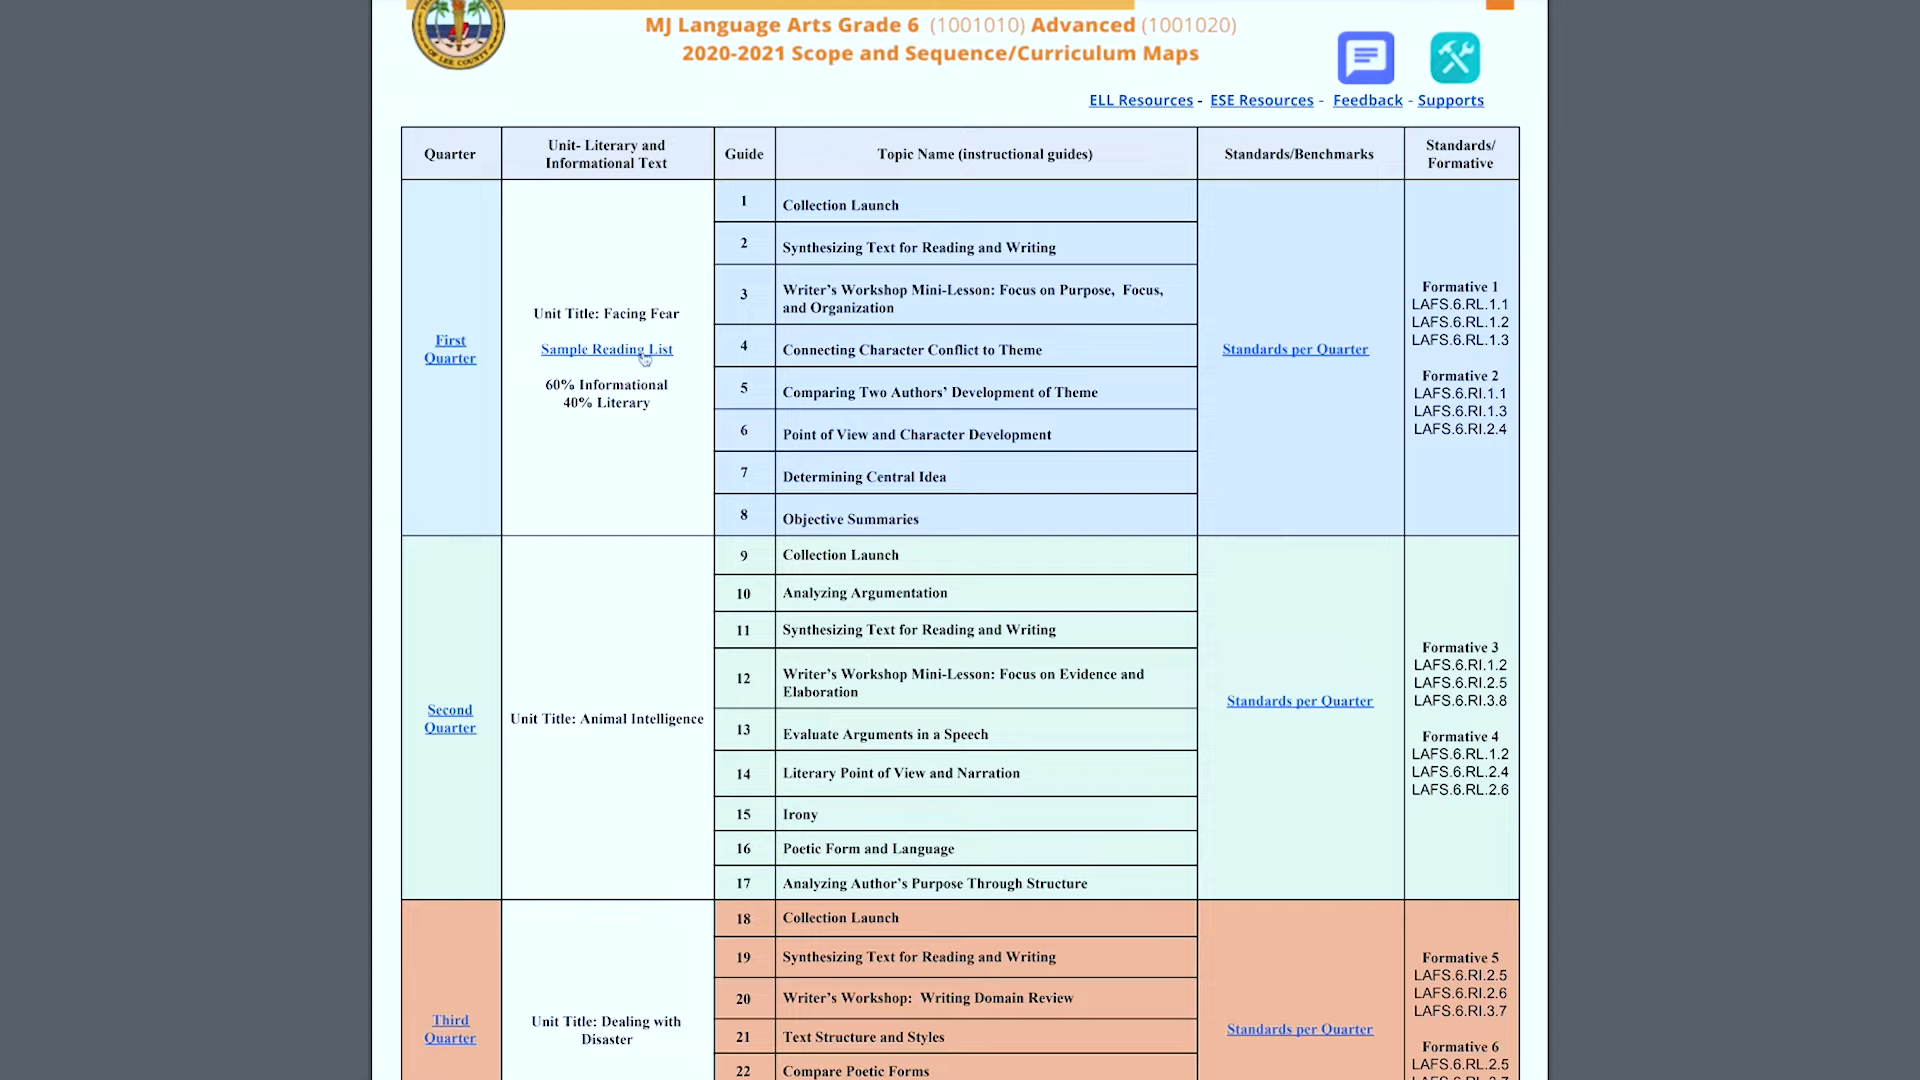 OF LEE COUNTY
MJ Language Arts Grade 6 (1001010) Advanced (1001020)
2020-2021 Scope and Sequence/Curriculum Maps
ELL Resources - ESE Resources - Feedback - Supports
Quarter
Unit- Literary and
Informational Text
Guide
Topic Name (instructional guides)
Standards/Benchmarks
Standards/
Formative
First
Quarter
Unit Title: Facing Fear
Sample Reading List
60% Informational
40% Literary
1
Collection Launch
2
Synthesizing Text for Reading and Writing
3
Writer's Workshop Mini-Lesson: Focus on Purpose, Focus,
and Organization
4
Connecting Character Conflict to Theme
5
Comparing Two Authors' Development of Theme
6
Point of View and Character Development
7
Determining Central Idea
8
Objective Summaries
Standards per Quarter
Formative 1
LAFS.6.RL.1.1
LAFS.6.RL.1.2
LAFS.6.RL.1.3
Formative 2
LAFS.6.RI.1.1
LAFS.6.RI.1.3
LAFS.6.RI.2.4
Second
Quarter
Unit Title: Animal Intelligence
9
Collection Launch
10
Analyzing Argumentation
11
Synthesizing Text for Reading and Writing
12
Writer's Workshop Mini-Lesson: Focus on Evidence and
Elaboration
13
Evaluate Arguments in a Speech
14
Literary Point of View and Narration
15
Irony
16
Poetic Form and Language
17
Analyzing Author's Purpose Through Structure
Standards per Quarter
Formative 3
LAFS.6.RI.1.2
LAFS.6.RI.2.5
LAFS.6.RI.3.8
Formative 4
LAFS.6.RL.1.2
LAFS.6.RL.2.4
LAFS.6.RL.2.6
Third
Quarter
Unit Title: Dealing with
Disaster
18
Collection Launch
19
Synthesizing Text for Reading and Writing
20
Writer's Workshop: Writing Domain Review
21
Text Structure and Styles
22
Compare Poetic Forms
Standards per Quarter
Formative 5
LAFS.6.RI.2.5
LAFS.6.RI.2.6
LAFS.6.RI.3.7
Formative 6
LAFS.6.RL.2.5